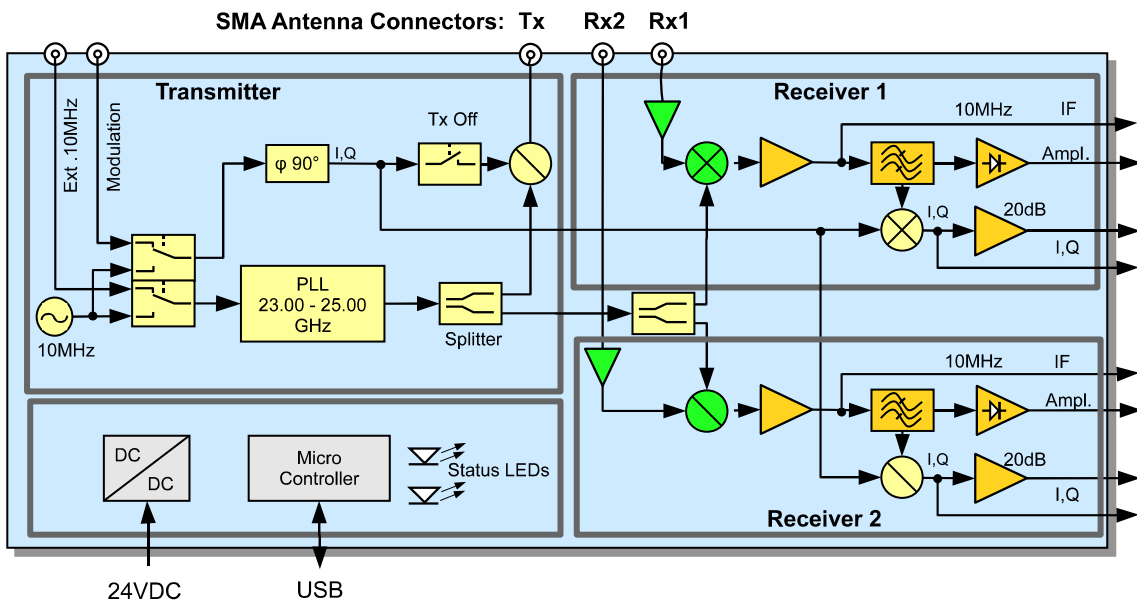 SMA Antenna Connectors: Tx Rx2 Rx1
Transmitter
Ext .10MHz
Modulation
φ 90°
I,Q
Tx Off
PLL
23.00 - 25.00
GHz
Splitter
10MHz
Receiver 1
10MHz
IF
Ampl.
I,Q
20dB
I,Q
10MHz
IF
Ampl.
I,Q
20dB
I,Q
Receiver 2
DC
DC
Micro
Controller
Status LEDs
24VDC
USB